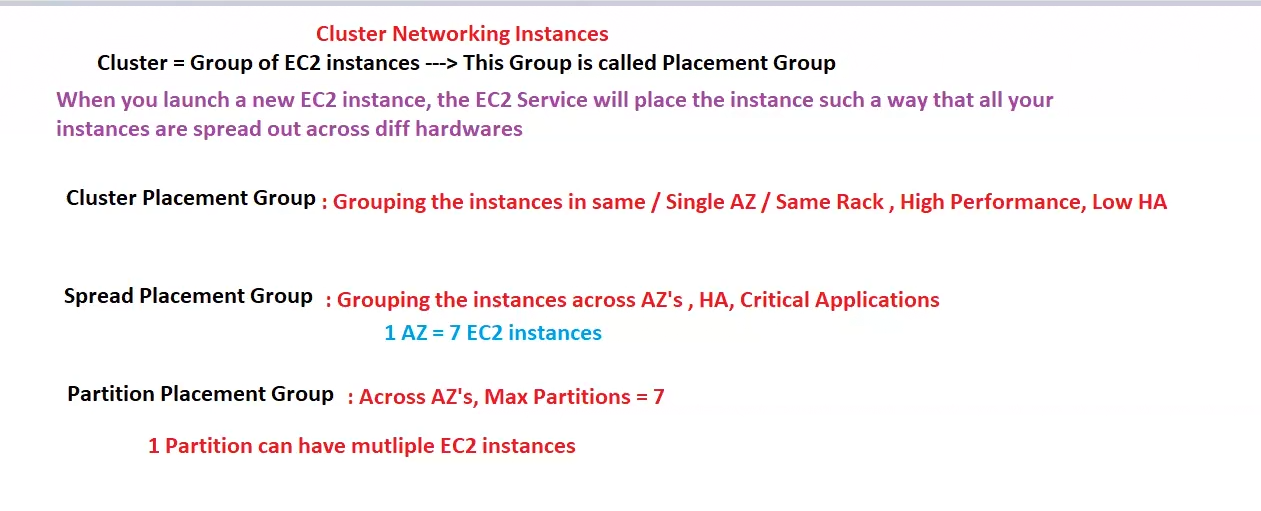 Cluster Networking Instances
Cluster = Group of EC2 instances ---> This Group is called Placement Group
When you launch a new EC2 instance, the EC2 Service will place the instance such a way that all your
instances are spread out across diff hardwares
Cluster Placement Group : Grouping the instances in same / Single AZ / Same Rack , High Performance, Low HA
Spread Placement Group : Grouping the instances across AZ's , HA, Critical Applications
1 AZ = 7 EC2 instances
Partition Placement Group : Across AZ's, Max Partitions = 7
1 Partition can have mutliple EC2 instances